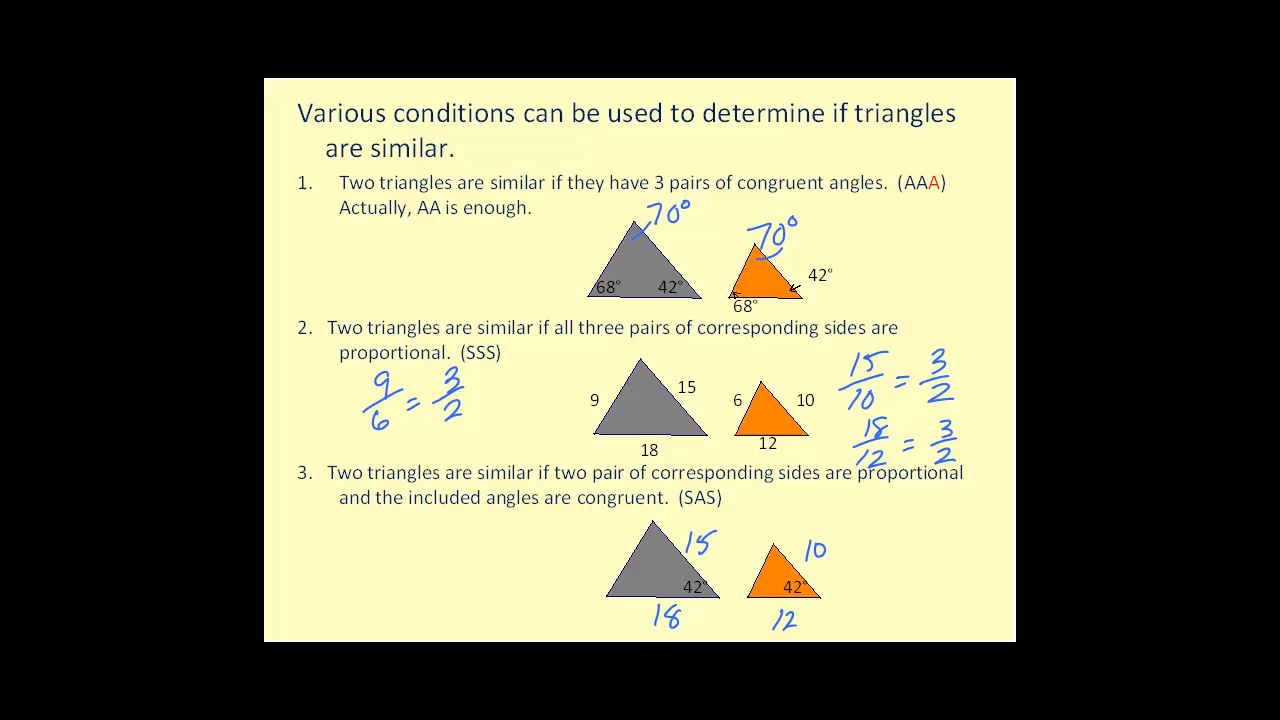 Various conditions can be used to determine if triangles
are similar.
1. Two triangles are similar if they have 3 pairs of congruent angles. (AAA)
Actually, AA is enough.
70° 70°
68° 42° 42°
68°
2. Two triangles are similar if all three pairs of corresponding sides are
proportional. (SSS)
9/6 = 3/2
9 15 6 10
18 12
15/10 = 3/2
18/12 = 3/2
3. Two triangles are similar if two pair of corresponding sides are proportional
and the included angles are congruent. (SAS)
15 10
42° 42°
18 12